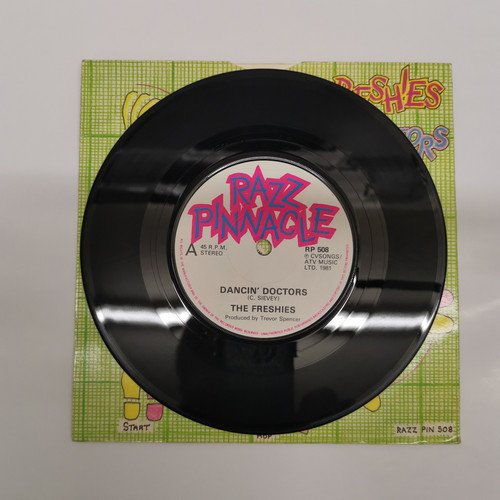 RESHIES
TORS
RAZZ
PINNACLE
A
45 R.P.M.
STEREO
RP 508
℗ CVSONGS/
ATV MUSIC
LTD. 1981
DANCIN' DOCTORS
(C. SIEVEY)
THE FRESHIES
Produced by Trevor Spencer
START
HOP
RAZZ PIN 508